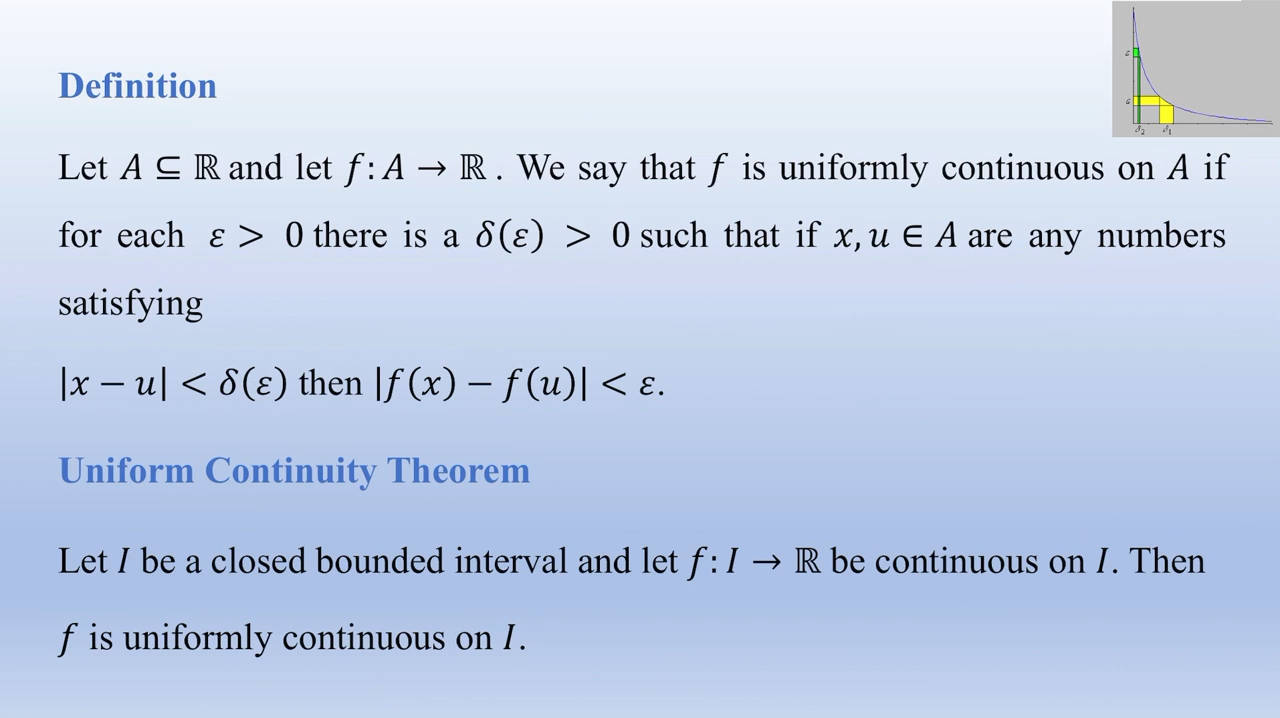 Definition
Let A ⊆ ℝ and let f: A → ℝ . We say that f is uniformly continuous on A if
for each ε > 0 there is a δ(ε) > 0 such that if x, u ∈ A are any numbers
satisfying
|x − u| < δ(ε) then |f(x) − f(u)| < ε.
Uniform Continuity Theorem
Let I be a closed bounded interval and let f: I → ℝ be continuous on I. Then
f is uniformly continuous on I.
ε
ε
δ₂ δ₁